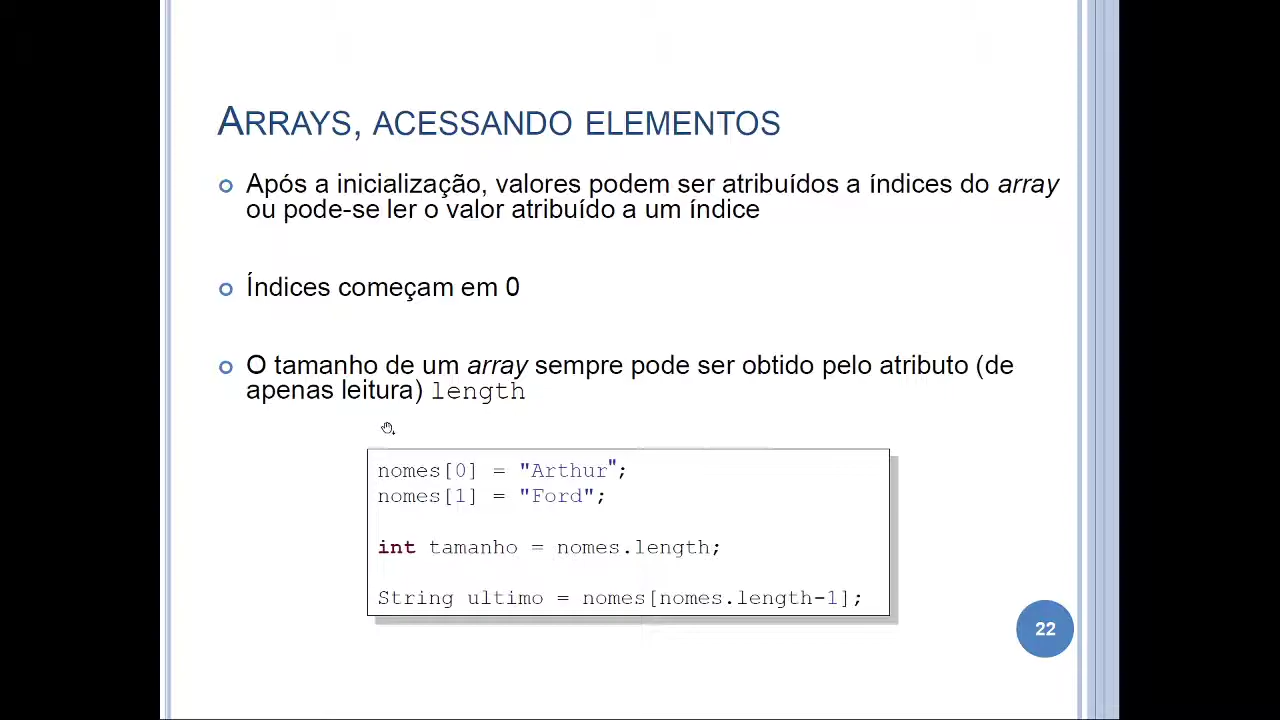 ARRAYS, ACESSANDO ELEMENTOS
Após a inicialização, valores podem ser atribuídos a índices do array
ou pode-se ler o valor atribuído a um índice
Índices começam em 0
O tamanho de um array sempre pode ser obtido pelo atributo (de
apenas leitura) length
nomes[0] = "Arthur";
nomes[1] = "Ford";
int tamanho = nomes.length;
String ultimo = nomes[nomes.length-1];
22